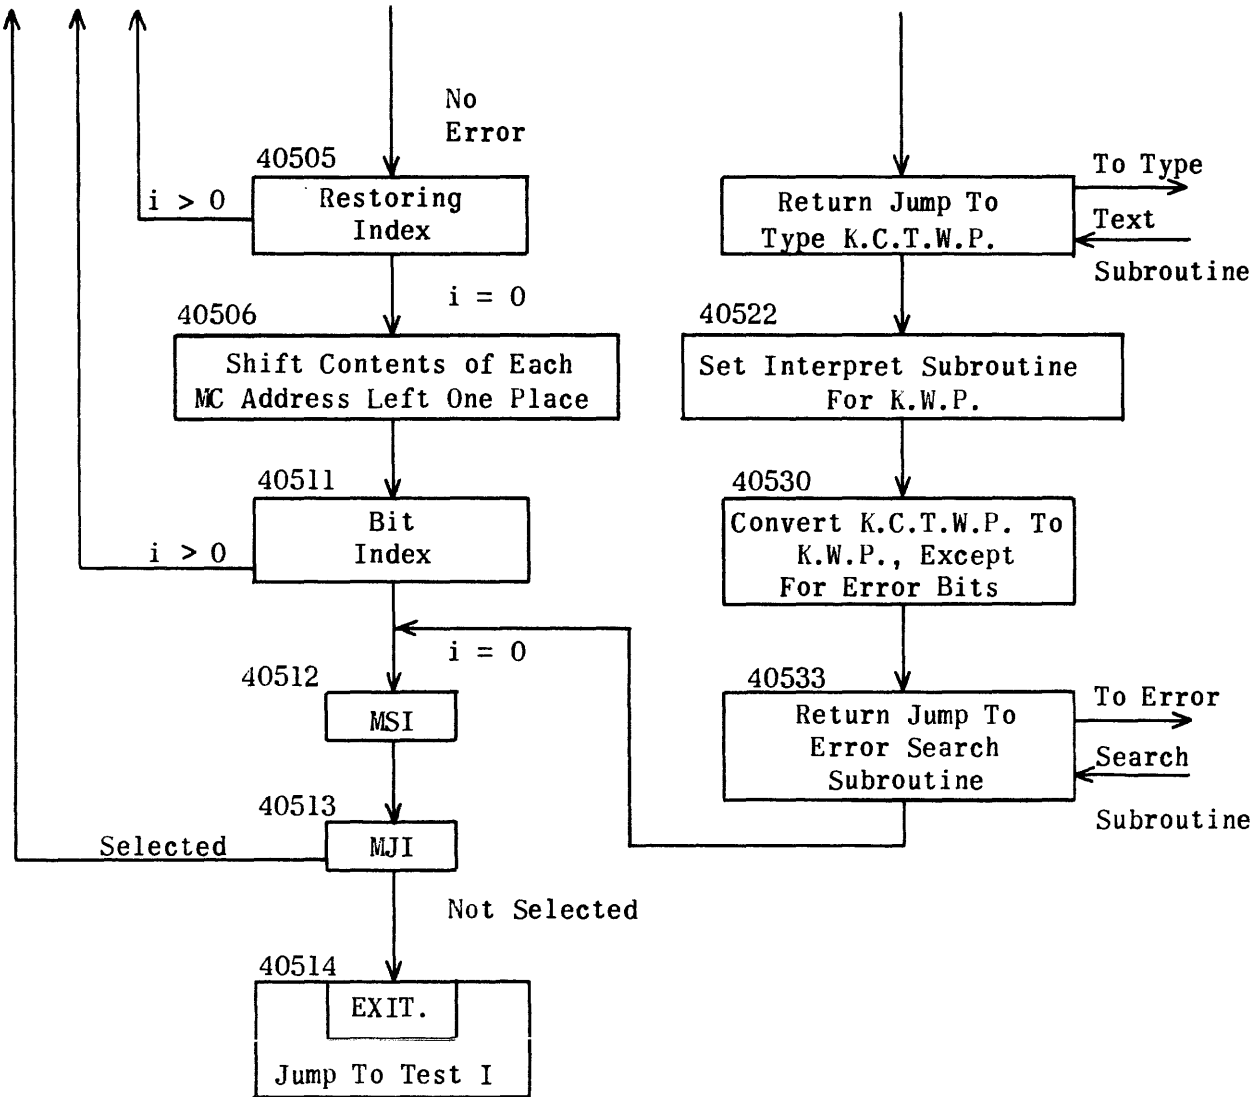 No
Error
40505
i > 0
Restoring
Index
i = 0
40506
Shift Contents of Each
MC Address Left One Place
40511
i > 0
Bit
Index
i = 0
40512
MSI
40513
Selected
MJI
Not Selected
40514
EXIT.
Jump To Test I
Return Jump To
Type K.C.T.W.P.
To Type
Text
Subroutine
40522
Set Interpret Subroutine
For K.W.P.
40530
Convert K.C.T.W.P. To
K.W.P., Except
For Error Bits
40533
Return Jump To
Error Search
Subroutine
To Error
Search
Subroutine